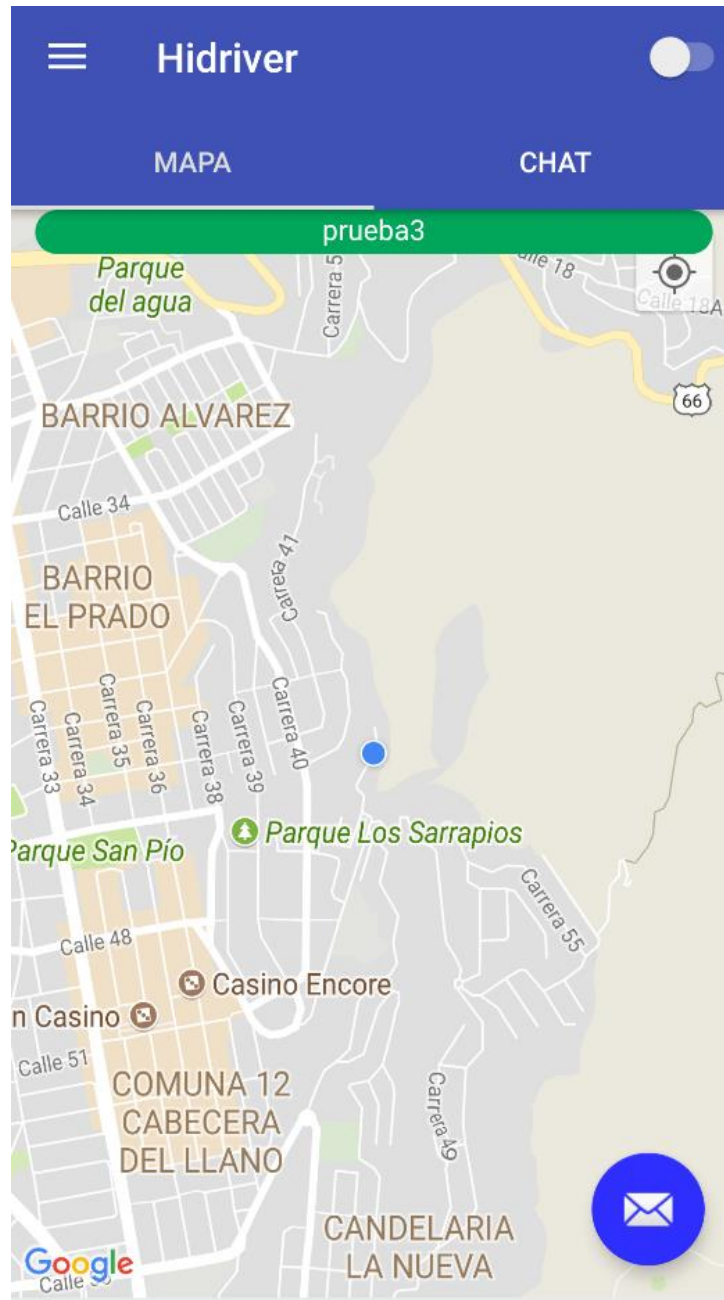 Hidriver
MAPA
CHAT
prueba3
Parque
del agua
Carrera 5
Calle 18A
66
BARRIO ALVAREZ
Calle 34
Carrera 47
BARRIO
EL PRADO
Carrera 33
Carrera 34
Carrera 35
Carrera 36
Carrera 38
Carrera 39
Carrera 40
Parque Los Sarrapios
Parque San Pío
Carrera 55
Calle 48
Casino Encore
n Casino
Calle 51
COMUNA 12
CABECERA
DEL LLANO
Carrera 49
CANDELARIA
LA NUEVA
Google
Calle